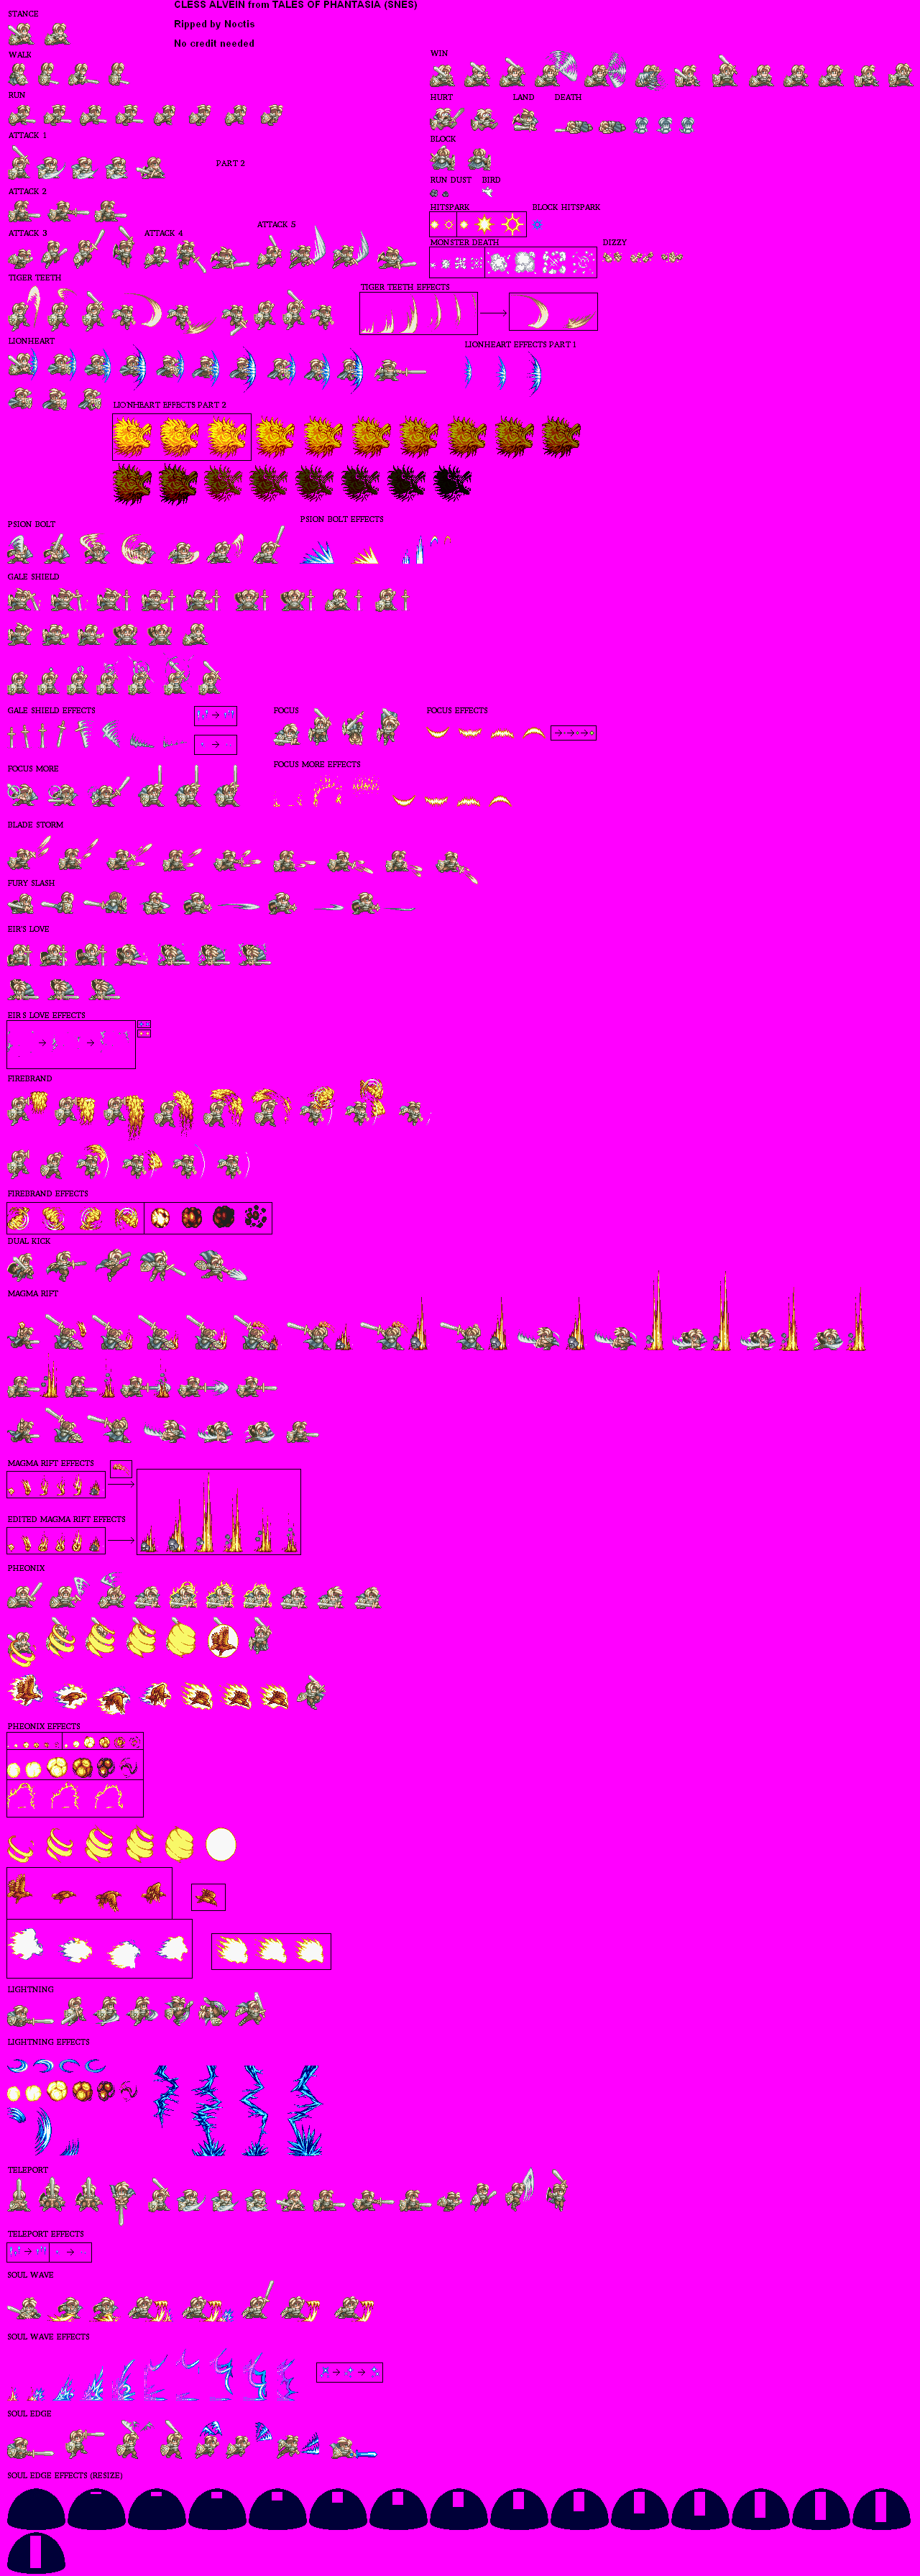 CLESS ALVEIN from TALES OF PHANTASIA (SNES)
Ripped by Noctis
No credit needed
STANCE
WALK
RUN
ATTACK 1
PART 2
ATTACK 2
ATTACK 3
ATTACK 4
ATTACK 5
WIN
HURT
LAND
DEATH
BLOCK
RUN DUST
BIRD
HITSPARK
BLOCK HITSPARK
MONSTER DEATH
DIZZY
TIGER TEETH
TIGER TEETH EFFECTS
LIONHEART
LIONHEART EFFECTS PART 1
LIONHEART EFFECTS PART 2
PSION BOLT
PSION BOLT EFFECTS
GALE SHIELD
GALE SHIELD EFFECTS
FOCUS
FOCUS EFFECTS
FOCUS MORE
FOCUS MORE EFFECTS
BLADE STORM
FURY SLASH
EIR'S LOVE
EIR'S LOVE EFFECTS
FIREBRAND
FIREBRAND EFFECTS
DUAL KICK
MAGMA RIFT
MAGMA RIFT EFFECTS
EDITED MAGMA RIFT EFFECTS
PHEONIX
PHEONIX EFFECTS
LIGHTNING
LIGHTNING EFFECTS
TELEPORT
TELEPORT EFFECTS
SOUL WAVE
SOUL WAVE EFFECTS
SOUL EDGE
SOUL EDGE EFFECTS (RESIZE)